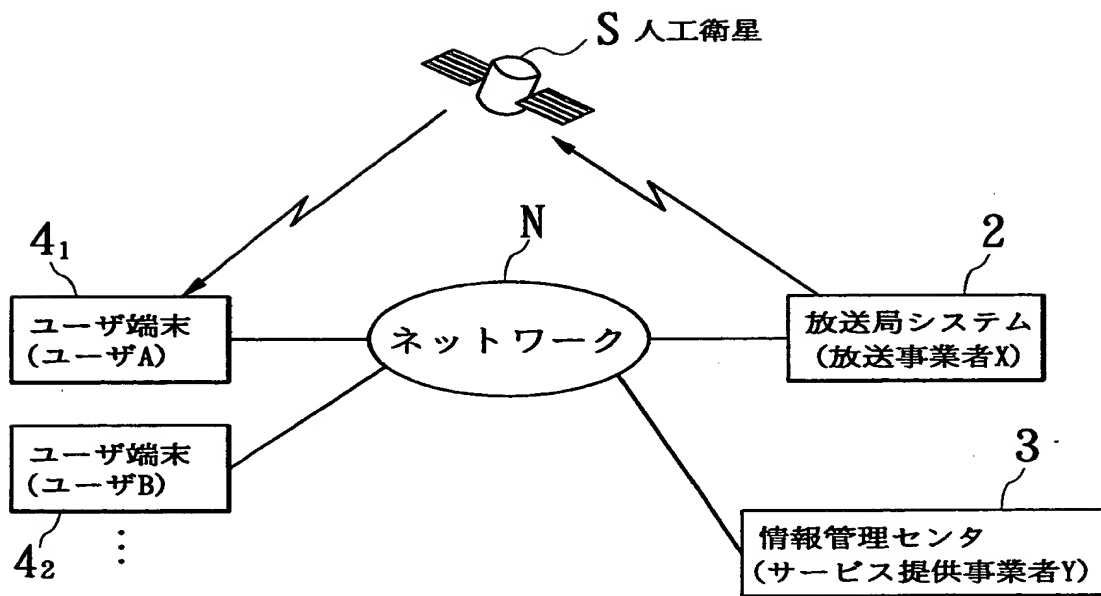 S 人工衛星
N
4₁
2
ユーザ端末
(ユーザA)
ネットワーク
放送局システム
(放送事業者X)
ユーザ端末
(ユーザB)
4₂
⋮
3
情報管理センタ
(サービス提供事業者Y)